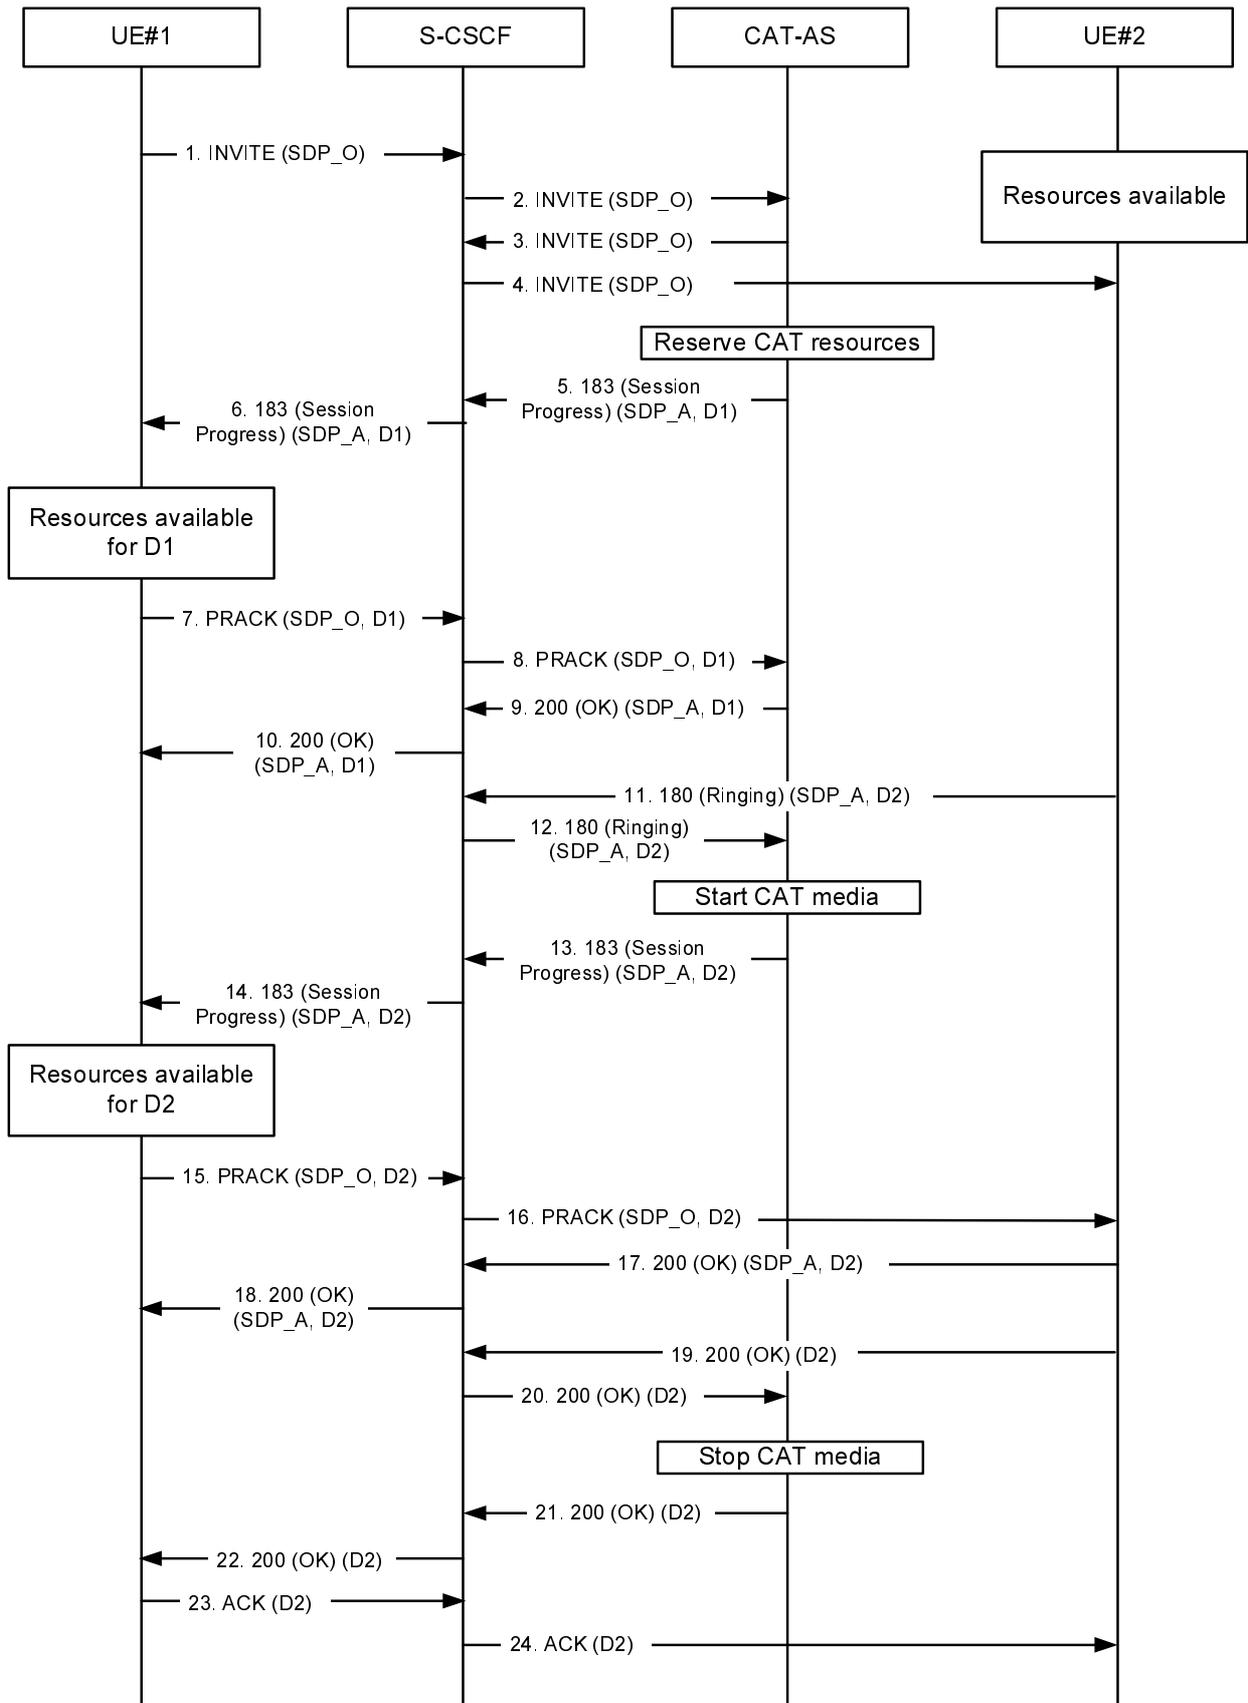 UE#1
S-CSCF
CAT-AS
UE#2
1. INVITE (SDP_O)
Resources available
2. INVITE (SDP_O)
3. INVITE (SDP_O)
4. INVITE (SDP_O)
Reserve CAT resources
5. 183 (Session
Progress) (SDP_A, D1)
6. 183 (Session
Progress) (SDP_A, D1)
Resources available
for D1
7. PRACK (SDP_O, D1)
8. PRACK (SDP_O, D1)
9. 200 (OK) (SDP_A, D1)
10. 200 (OK)
(SDP_A, D1)
11. 180 (Ringing) (SDP_A, D2)
12. 180 (Ringing)
(SDP_A, D2)
Start CAT media
13. 183 (Session
Progress) (SDP_A, D2)
14. 183 (Session
Progress) (SDP_A, D2)
Resources available
for D2
15. PRACK (SDP_O, D2)
16. PRACK (SDP_O, D2)
17. 200 (OK) (SDP_A, D2)
18. 200 (OK)
(SDP_A, D2)
19. 200 (OK) (D2)
20. 200 (OK) (D2)
Stop CAT media
21. 200 (OK) (D2)
22. 200 (OK) (D2)
23. ACK (D2)
24. ACK (D2)